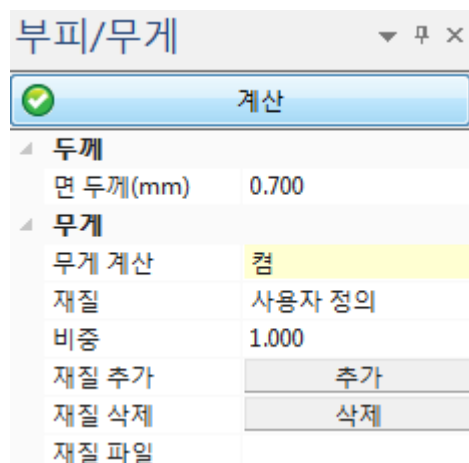 부피/무게
계산
두께
면 두께(mm) 0.700
무게
무게 계산 켬
재질 사용자 정의
비중 1.000
재질 추가 추가
재질 삭제 삭제
재질 파일